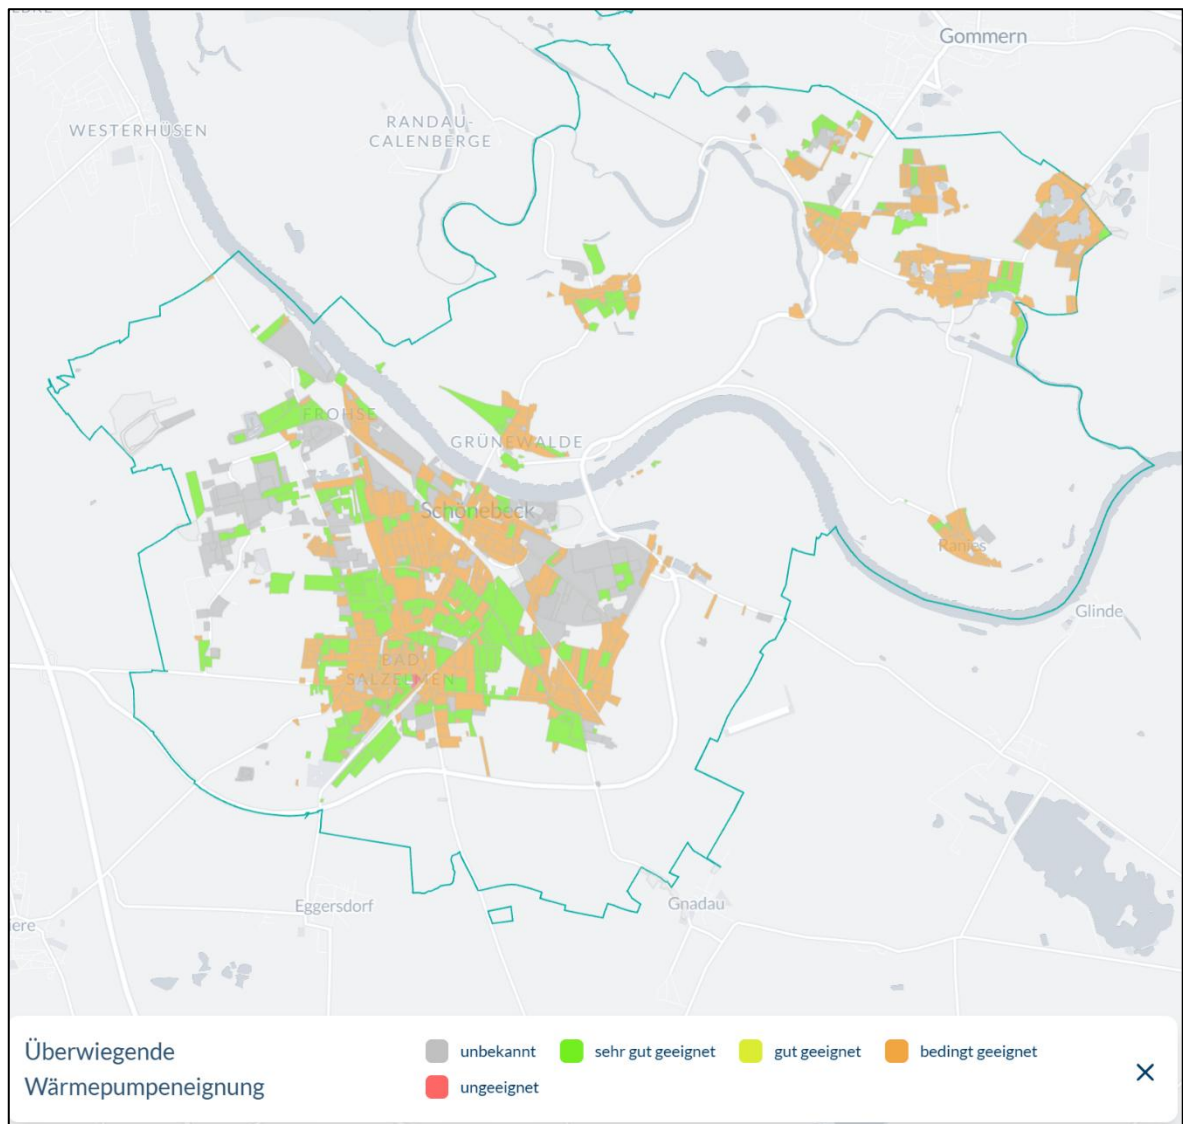 Gommern
WESTERHÜSEN
RANDAU-
CALENBERGE
FROHSE
GRÜNEWALDE
Schönebeck
Ranies
Glinde
BAD
SALZELMEN
Eggersdorf
Gnadau
ere
Überwiegende
Wärmepumpeneignung
unbekannt
sehr gut geeignet
gut geeignet
bedingt geeignet
ungeeignet